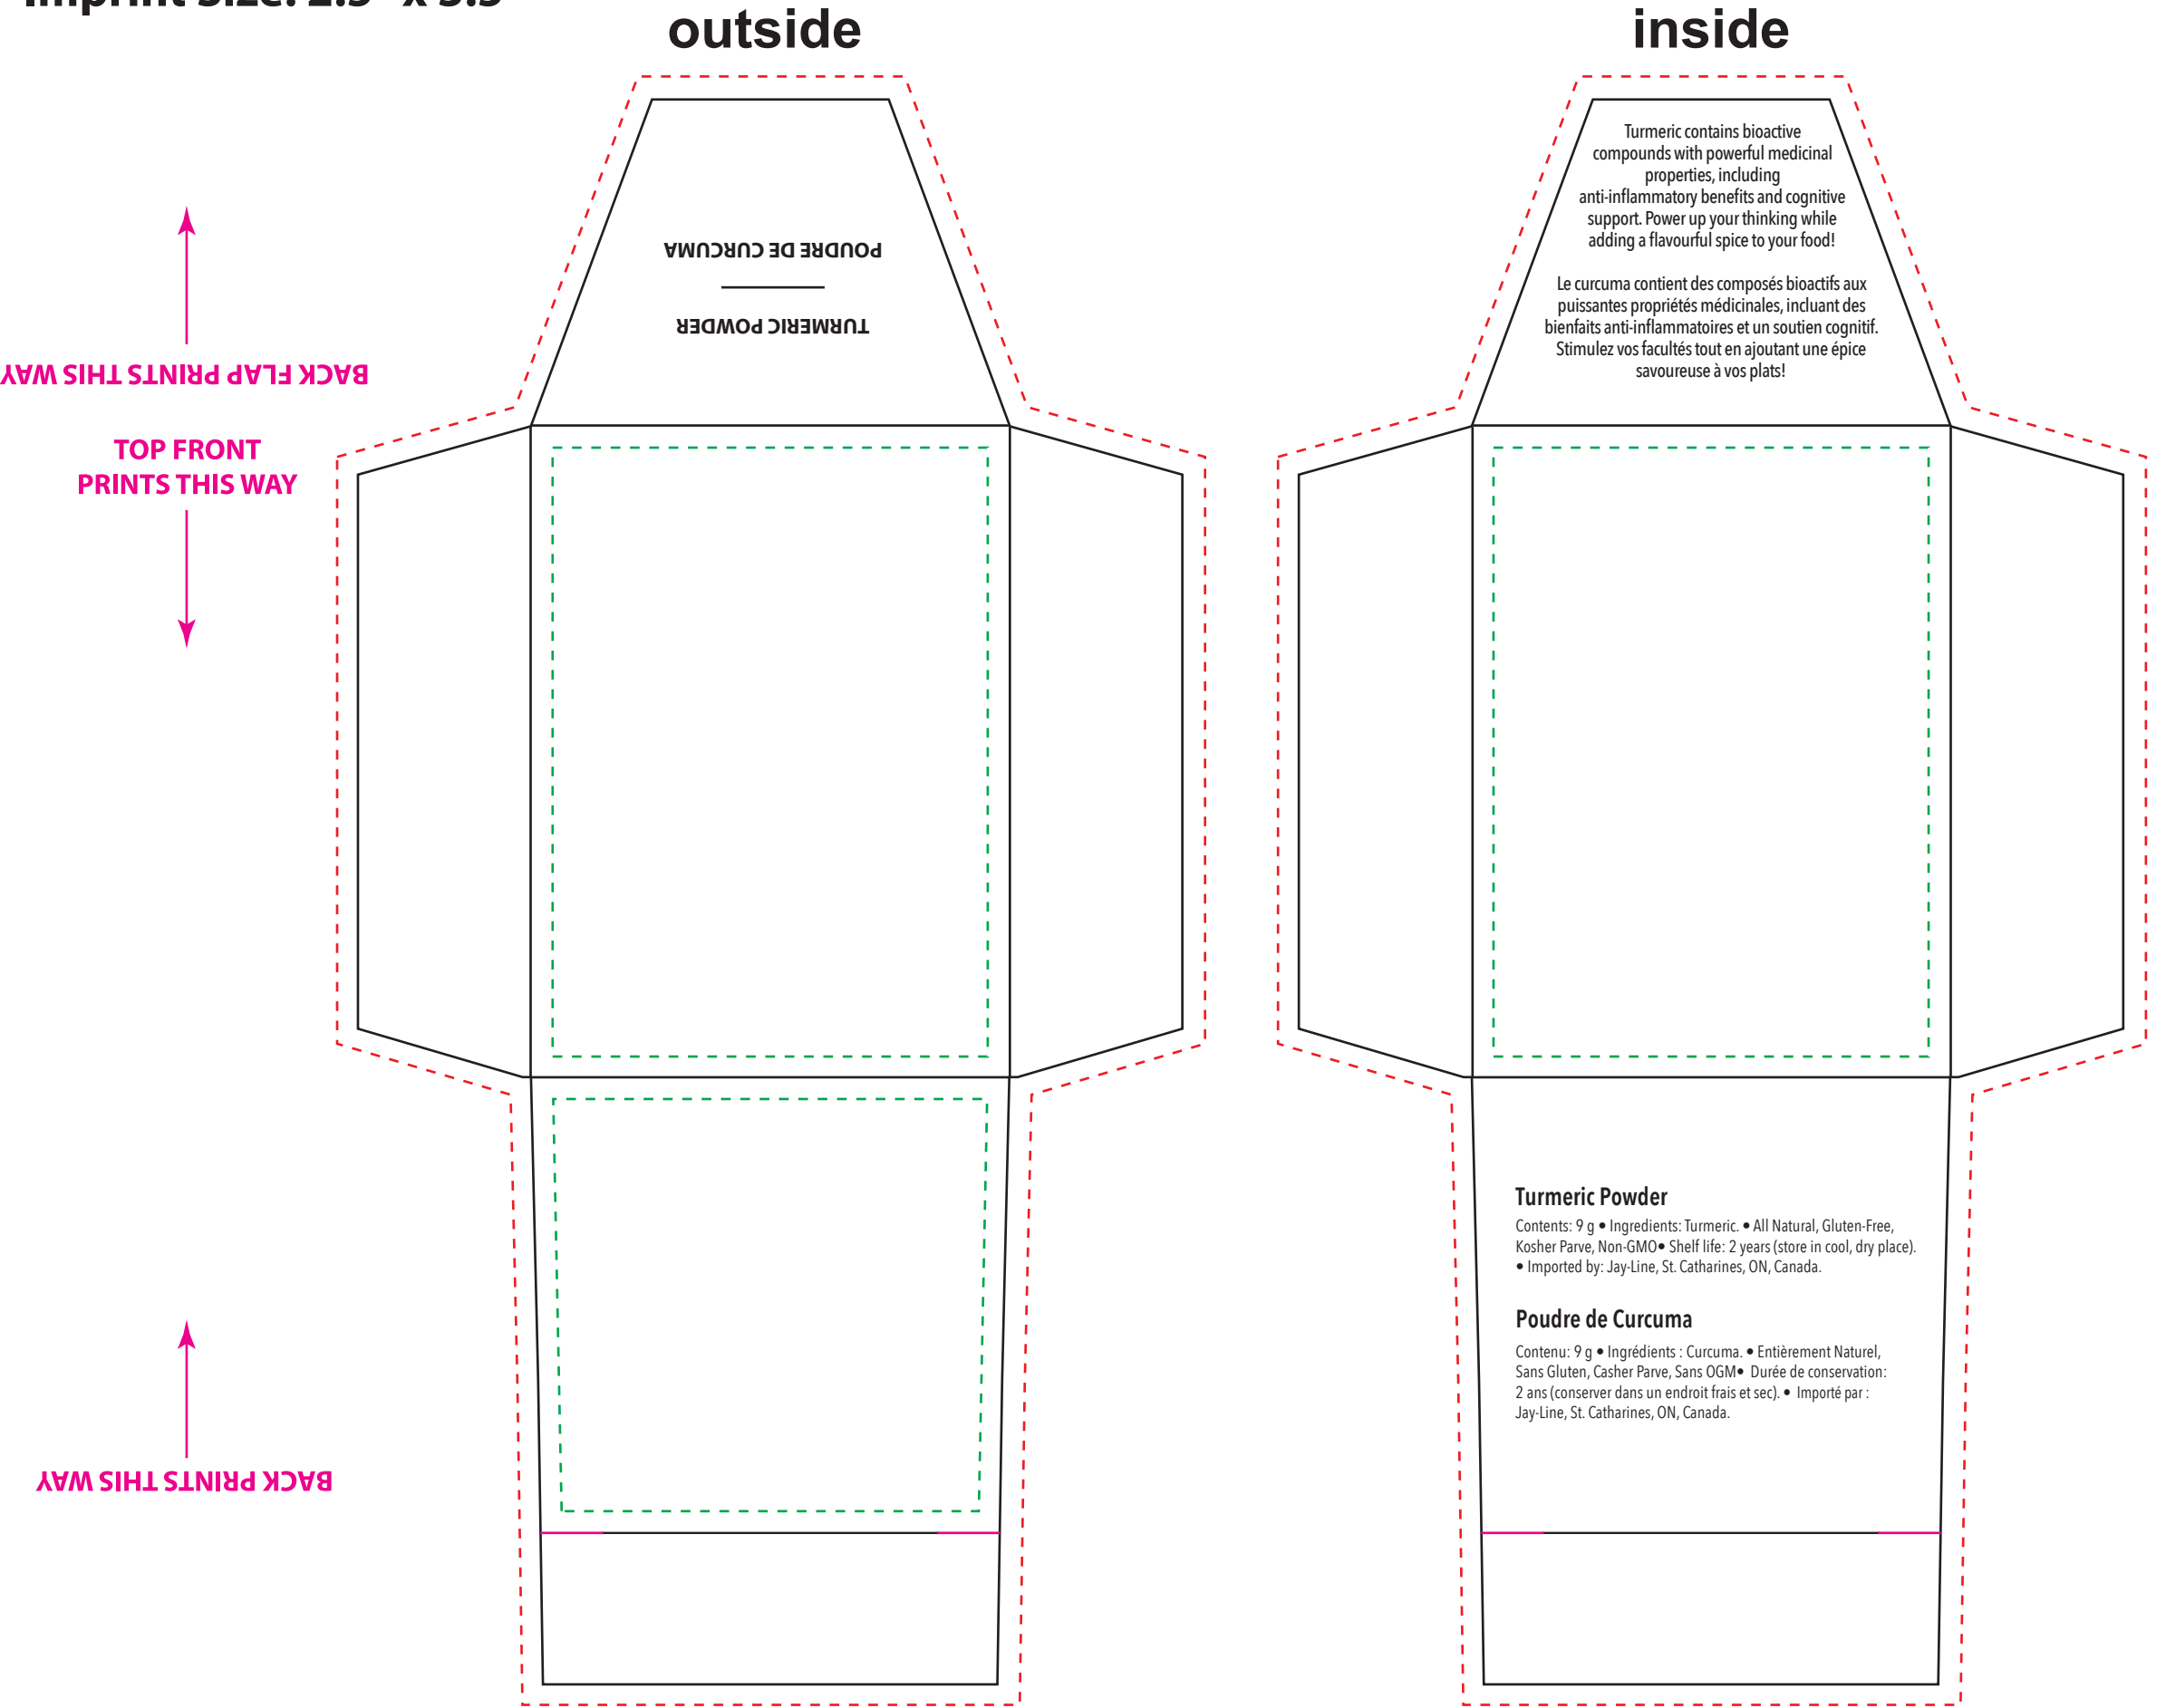 Imprint Size: 2.5" x 3.5"
outside
inside
POUDRE DE CURCUMA
TURMERIC POWDER
BACK FLAP PRINTS THIS WAY
TOP FRONT
PRINTS THIS WAY
BACK PRINTS THIS WAY
Turmeric contains bioactive
compounds with powerful medicinal
properties, including
anti-inflammatory benefits and cognitive
support. Power up your thinking while
adding a flavourful spice to your food!
Le curcuma contient des composés bioactifs aux
puissantes propriétés médicinales, incluant des
bienfaits anti-inflammatoires et un soutien cognitif.
Stimulez vos facultés tout en ajoutant une épice
savoureuse à vos plats!
Turmeric Powder
Contents: 9 g • Ingredients: Turmeric. • All Natural, Gluten-Free,
Kosher Parve, Non-GMO• Shelf life: 2 years (store in cool, dry place).
• Imported by: Jay-Line, St. Catharines, ON, Canada.
Poudre de Curcuma
Contenu: 9 g • Ingrédients : Curcuma. • Entièrement Naturel,
Sans Gluten, Casher Parve, Sans OGM• Durée de conservation:
2 ans (conserver dans un endroit frais et sec). • Importé par :
Jay-Line, St. Catharines, ON, Canada.